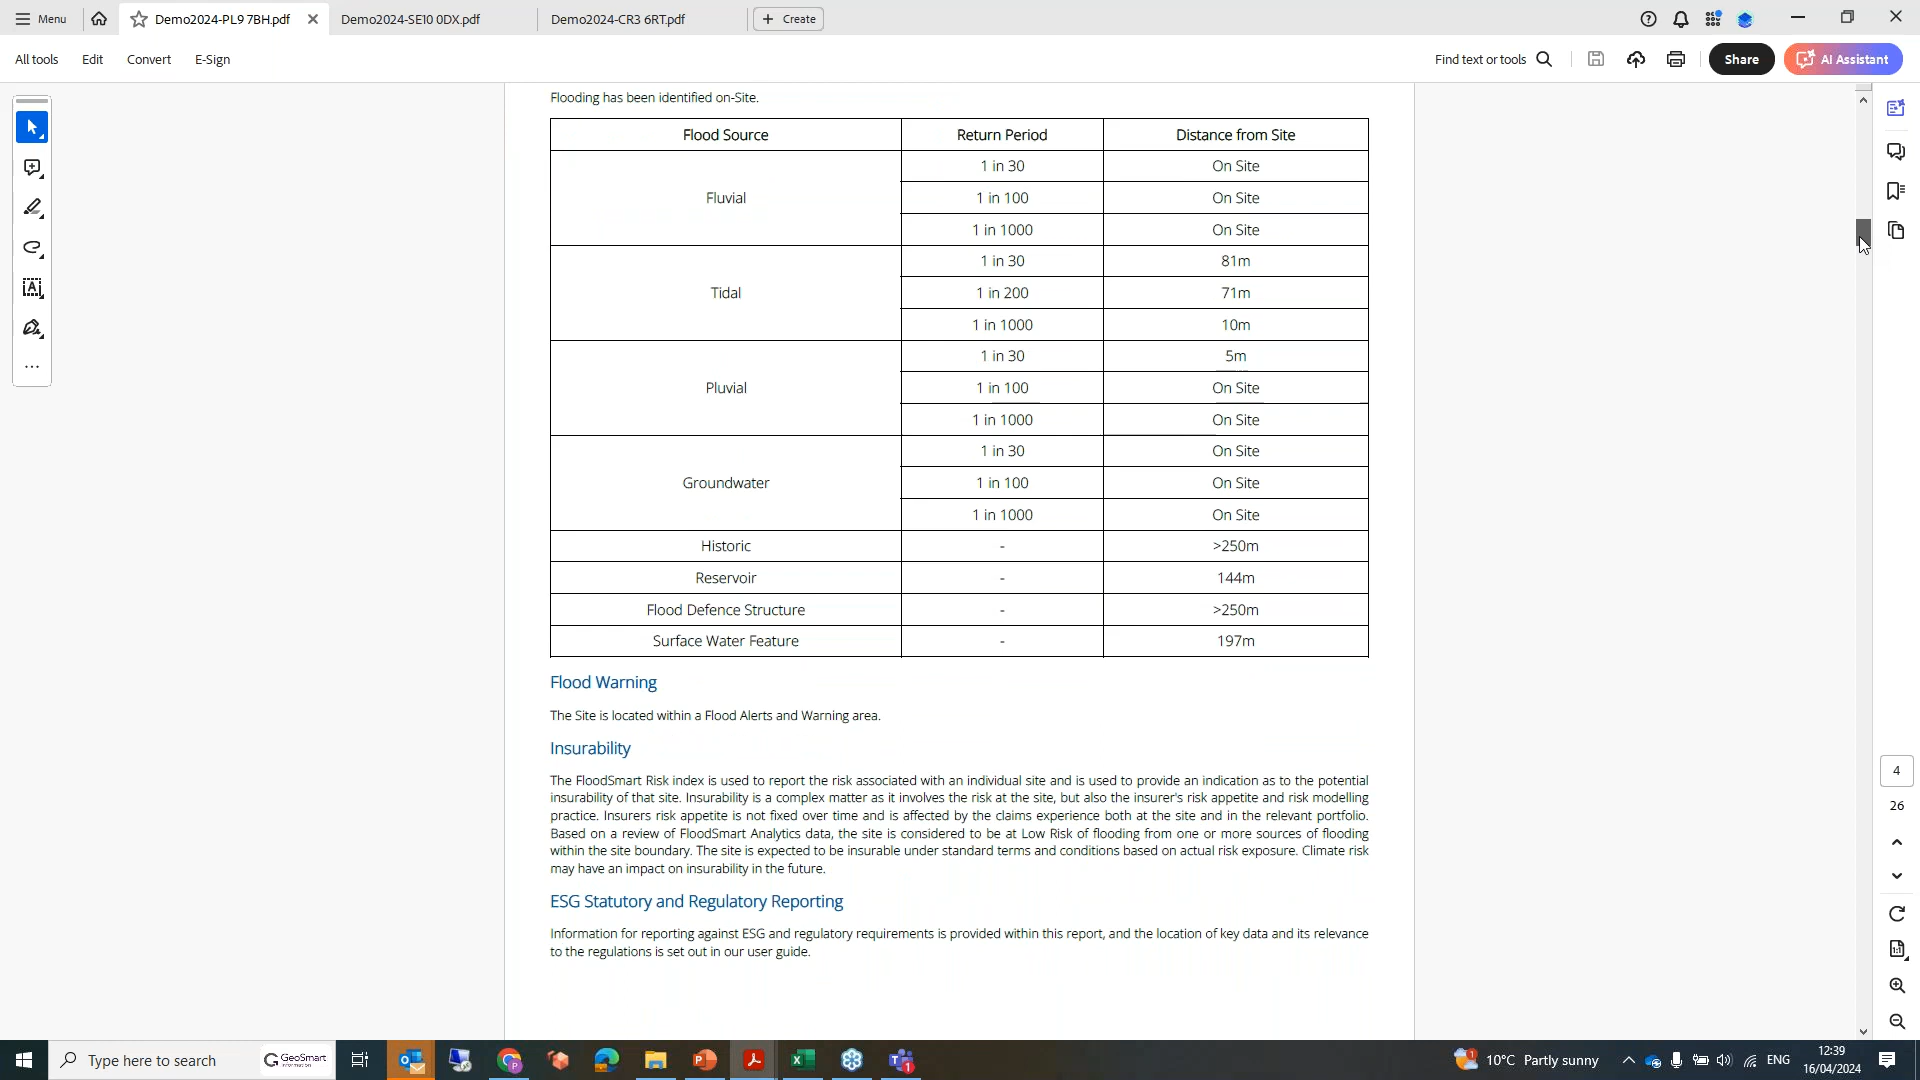 Menu
Demo2024-PL9 7BH.pdf
Demo2024-SE10 0DX.pdf
Demo2024-CR3 6RT.pdf
Create
All tools
Edit
Convert
E-Sign
Find text or tools
Share
AI Assistant
Flooding has been identified on-Site.
Flood Source Return Period Distance from Site
Fluvial
1 in 30 On Site
1 in 100 On Site
1 in 1000 On Site
Tidal
1 in 30 81m
1 in 200 71m
1 in 1000 10m
Pluvial
1 in 30 5m
1 in 100 On Site
1 in 1000 On Site
Groundwater
1 in 30 On Site
1 in 100 On Site
1 in 1000 On Site
Historic - >250m
Reservoir - 144m
Flood Defence Structure - >250m
Surface Water Feature - 197m
Flood Warning
The Site is located within a Flood Alerts and Warning area.
Insurability
The FloodSmart Risk index is used to report the risk associated with an individual site and is used to provide an indication as to the potential
insurability of that site. Insurability is a complex matter as it involves the risk at the site, but also the insurer's risk appetite and risk modelling
practice. Insurers risk appetite is not fixed over time and is affected by the claims experience both at the site and in the relevant portfolio.
Based on a review of FloodSmart Analytics data, the site is considered to be at Low Risk of flooding from one or more sources of flooding
within the site boundary. The site is expected to be insurable under standard terms and conditions based on actual risk exposure. Climate risk
may have an impact on insurability in the future.
ESG Statutory and Regulatory Reporting
Information for reporting against ESG and regulatory requirements is provided within this report, and the location of key data and its relevance
to the regulations is set out in our user guide.
4
26
Type here to search
GeoSmart
Information
10°C Partly sunny
ENG
12:39
16/04/2024